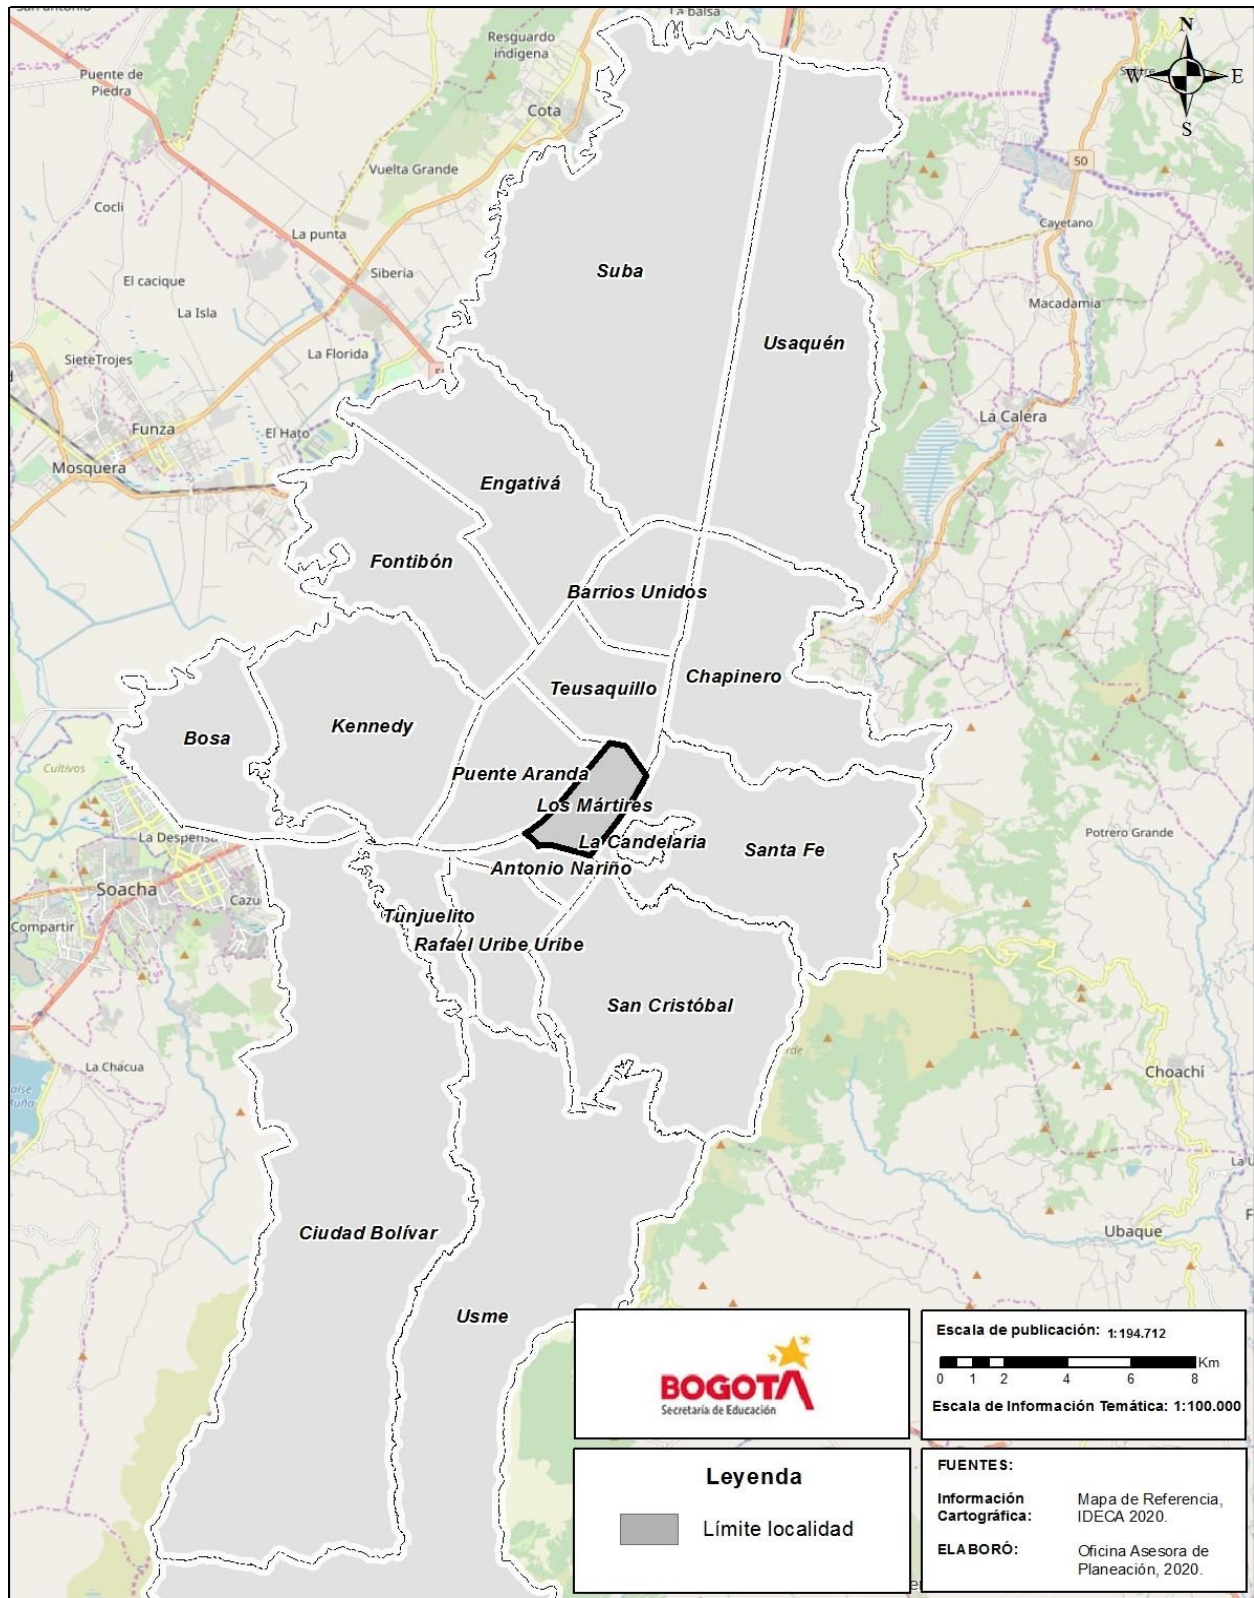 La balsa
Resguardo
indígena
N
W
E
S
Puente de
Piedra
Cota
50
Vuelta Grande
Cocli
Cayetano
La punta
Suba
Siberia
El cacique
Macadamia
La Isla
Usaquén
SieteTrojes
La Florida
La Calera
Funza
El Hato
Mosquera
Engativá
Fontibón
Barrios Unidos
Chapinero
Teusaquillo
Kennedy
Bosa
Cultivos
Puente Aranda
Los Mártires
La Despensa
La Candelaria
Santa Fe
Potrero Grande
Antonio Nariño
Soacha
Cazu
Compartir
Tunjuelito
Rafael Uribe Uribe
San Cristóbal
La Chacua
Choachí
Ciudad Bolívar
Ubaque
Usme
BOGOTÁ
Secretaría de Educación
Escala de publicación: 1:194.712
Km
0 1 2 4 6 8
Escala de Información Temática: 1:100.000
Leyenda
Límite localidad
FUENTES:
Información Cartográfica: Mapa de Referencia, IDECA 2020.
ELABORÓ: Oficina Asesora de Planeación, 2020.